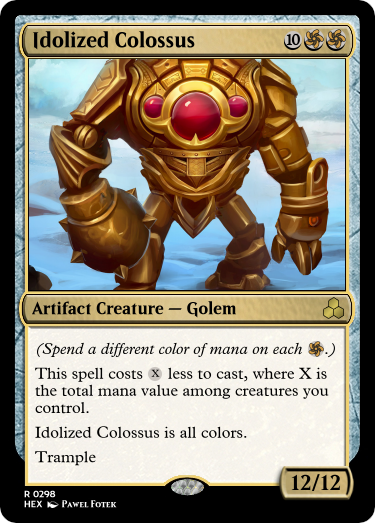 Idolized Colossus 10
Artifact Creature — Golem
(Spend a different color of mana on each .)
This spell costs X less to cast, where X is
the total mana value among creatures you
control.
Idolized Colossus is all colors.
Trample
12/12
R 0298
HEX Pawel Fotek